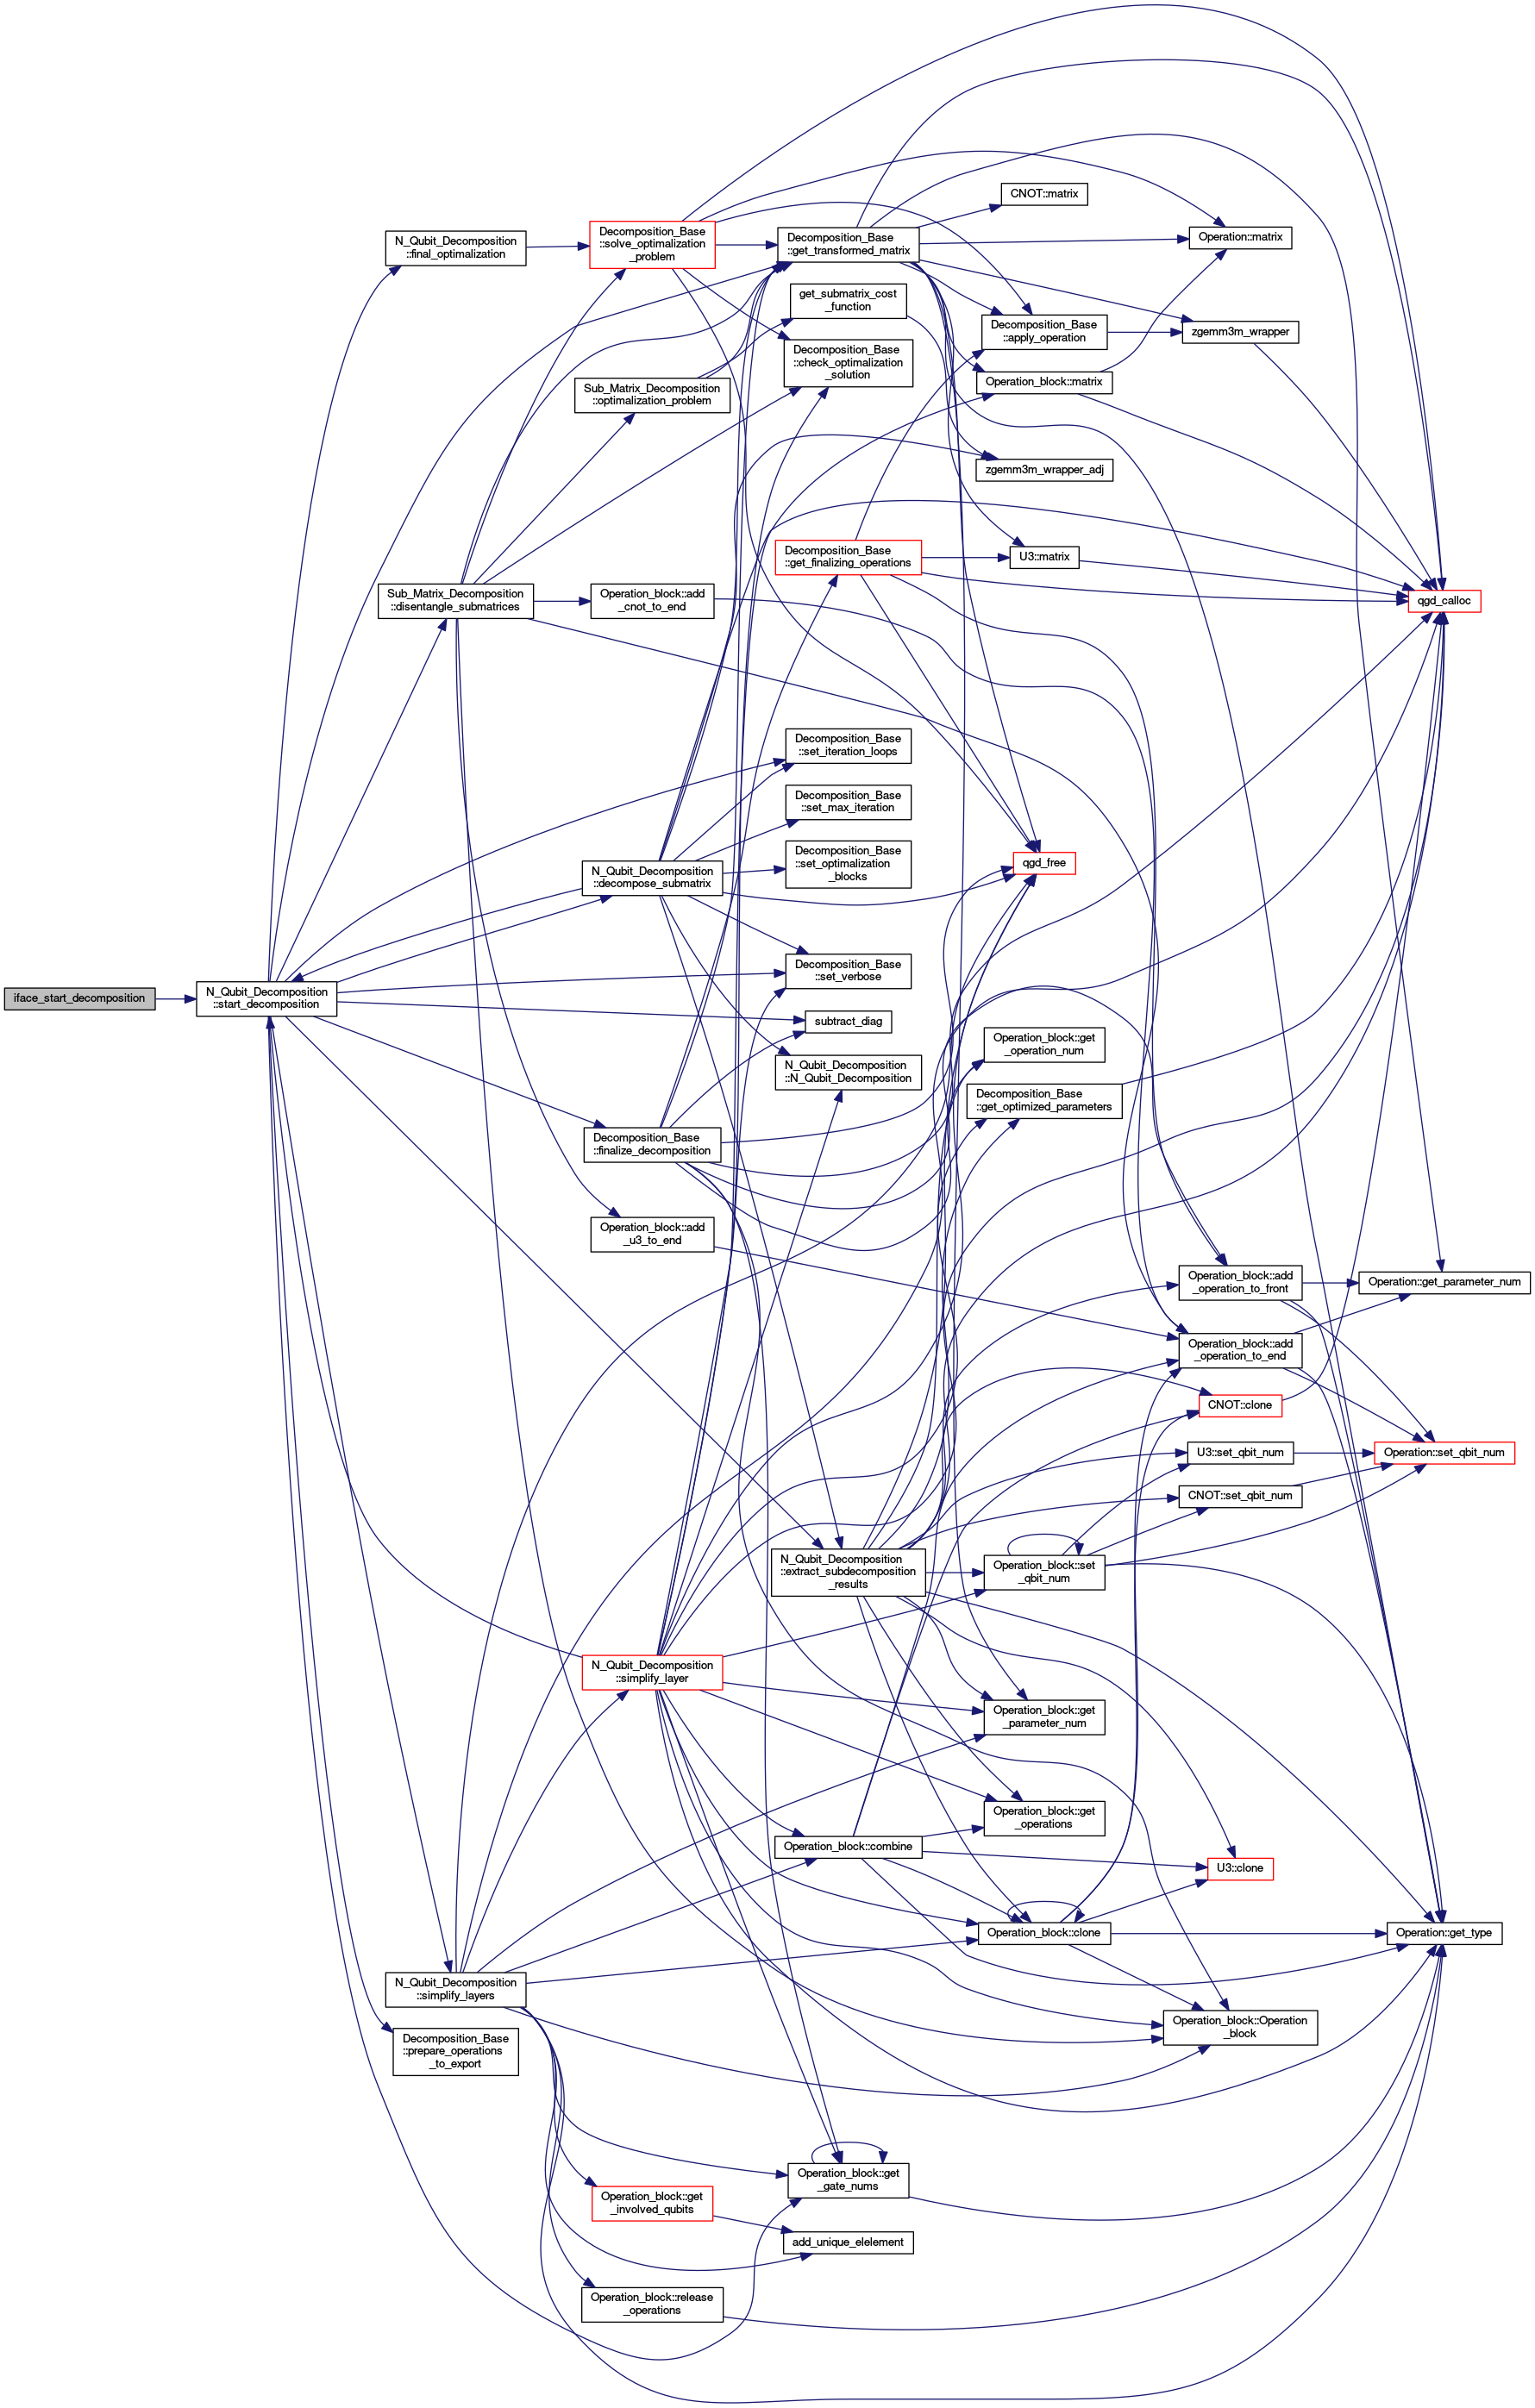 iface_start_decomposition
N_Qubit_Decomposition
::start_decomposition
N_Qubit_Decomposition
::final_optimalization
Sub_Matrix_Decomposition
::disentangle_submatrices
N_Qubit_Decomposition
::simplify_layers
Decomposition_Base
::prepare_operations
_to_export
Decomposition_Base
::solve_optimalization
_problem
Sub_Matrix_Decomposition
::optimalization_problem
Operation_block::add
_cnot_to_end
N_Qubit_Decomposition
::decompose_submatrix
Decomposition_Base
::finalize_decomposition
Operation_block::add
_u3_to_end
N_Qubit_Decomposition
::simplify_layer
Operation_block::get
_involved_qubits
Operation_block::release
_operations
Decomposition_Base
::get_transformed_matrix
get_submatrix_cost
_function
Decomposition_Base
::check_optimalization
_solution
Decomposition_Base
::get_finalizing_operations
Decomposition_Base
::set_iteration_loops
Decomposition_Base
::set_max_iteration
Decomposition_Base
::set_optimalization
_blocks
Decomposition_Base
::set_verbose
subtract_diag
N_Qubit_Decomposition
::N_Qubit_Decomposition
N_Qubit_Decomposition
::extract_subdecomposition
_results
Operation_block::combine
Operation_block::get
_gate_nums
add_unique_elelement
CNOT::matrix
Decomposition_Base
::apply_operation
Operation_block::matrix
zgemm3m_wrapper_adj
U3::matrix
qgd_free
Operation_block::get
_operation_num
Decomposition_Base
::get_optimized_parameters
Operation_block::set
_qbit_num
Operation_block::get
_parameter_num
Operation_block::get
_operations
Operation_block::clone
Operation::matrix
zgemm3m_wrapper
Operation_block::add
_operation_to_front
Operation_block::add
_operation_to_end
CNOT::clone
U3::set_qbit_num
CNOT::set_qbit_num
U3::clone
Operation_block::Operation
_block
qgd_calloc
Operation::get_parameter_num
Operation::set_qbit_num
Operation::get_type